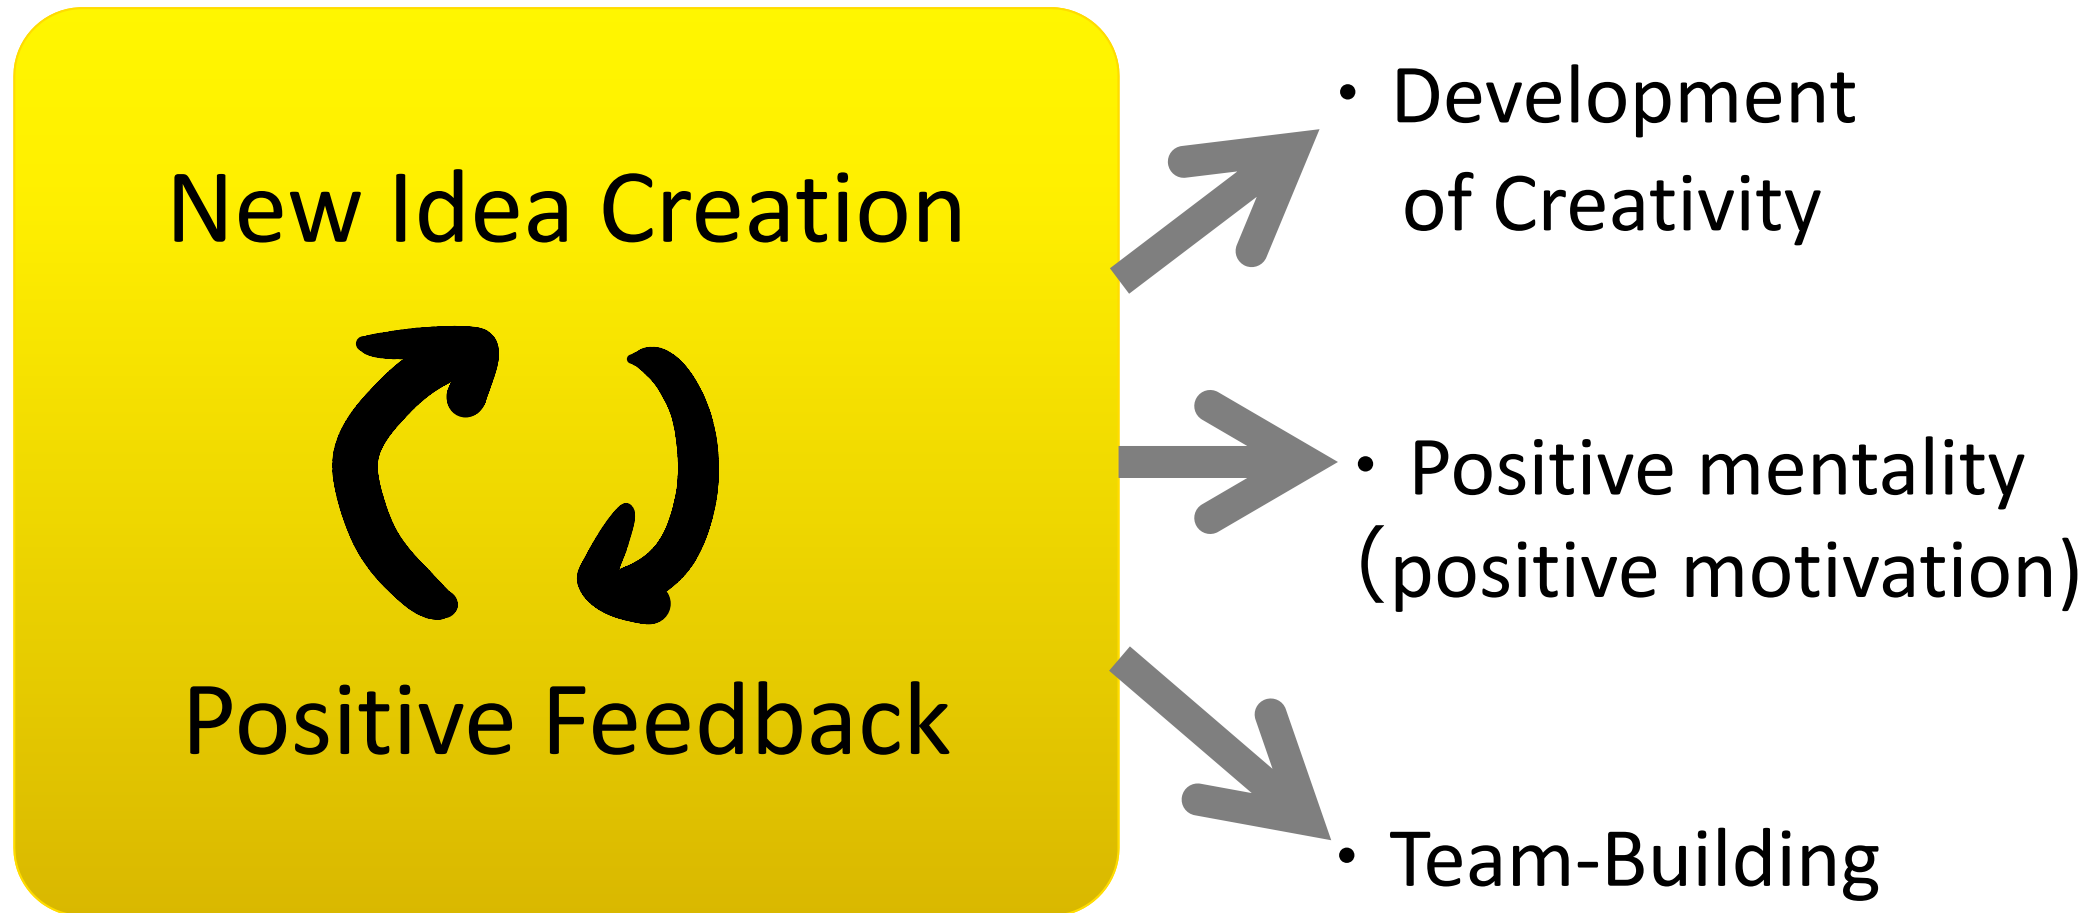 New Idea Creation
Positive Feedback
・ Development
of Creativity
・ Positive mentality
（positive motivation)
・ Team-Building